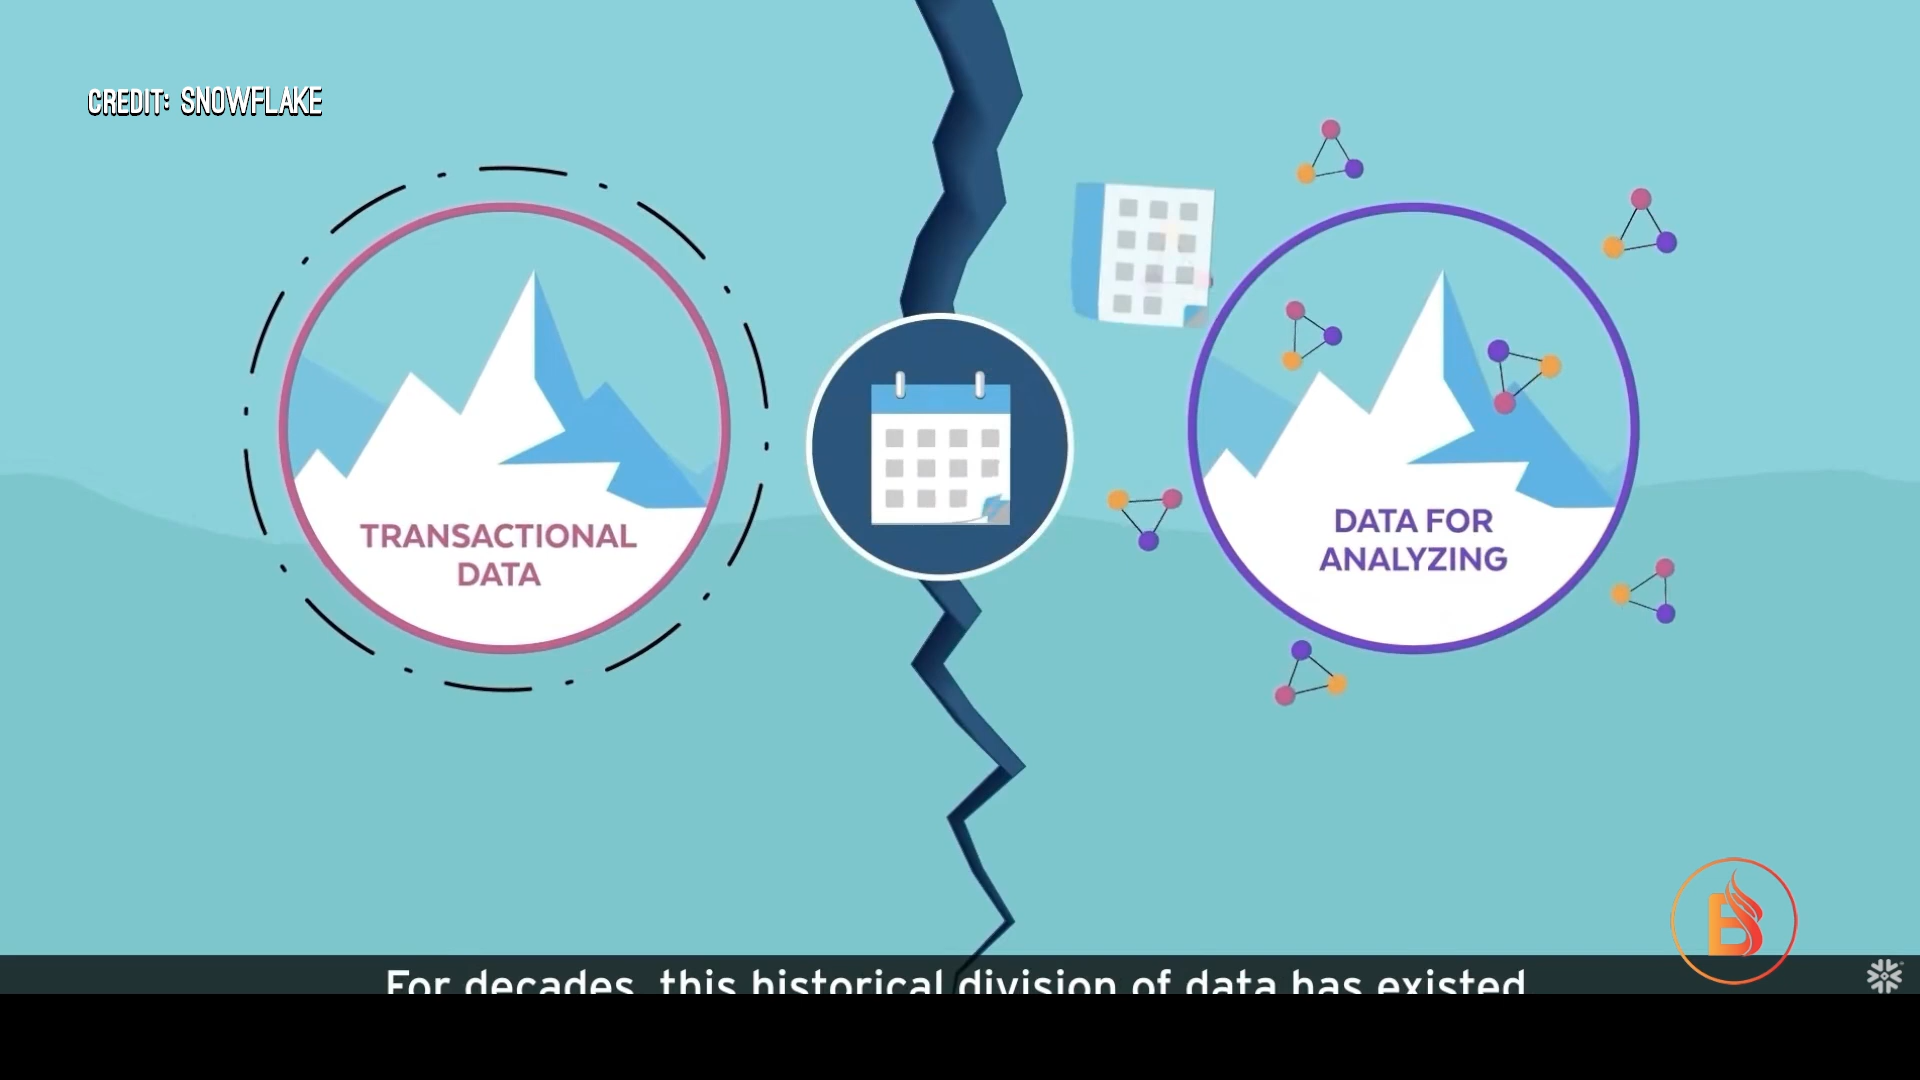 CREDIT: SNOWFLAKE
TRANSACTIONAL
DATA
DATA FOR
ANALYZING
B
For decades, this historical division of data has existed